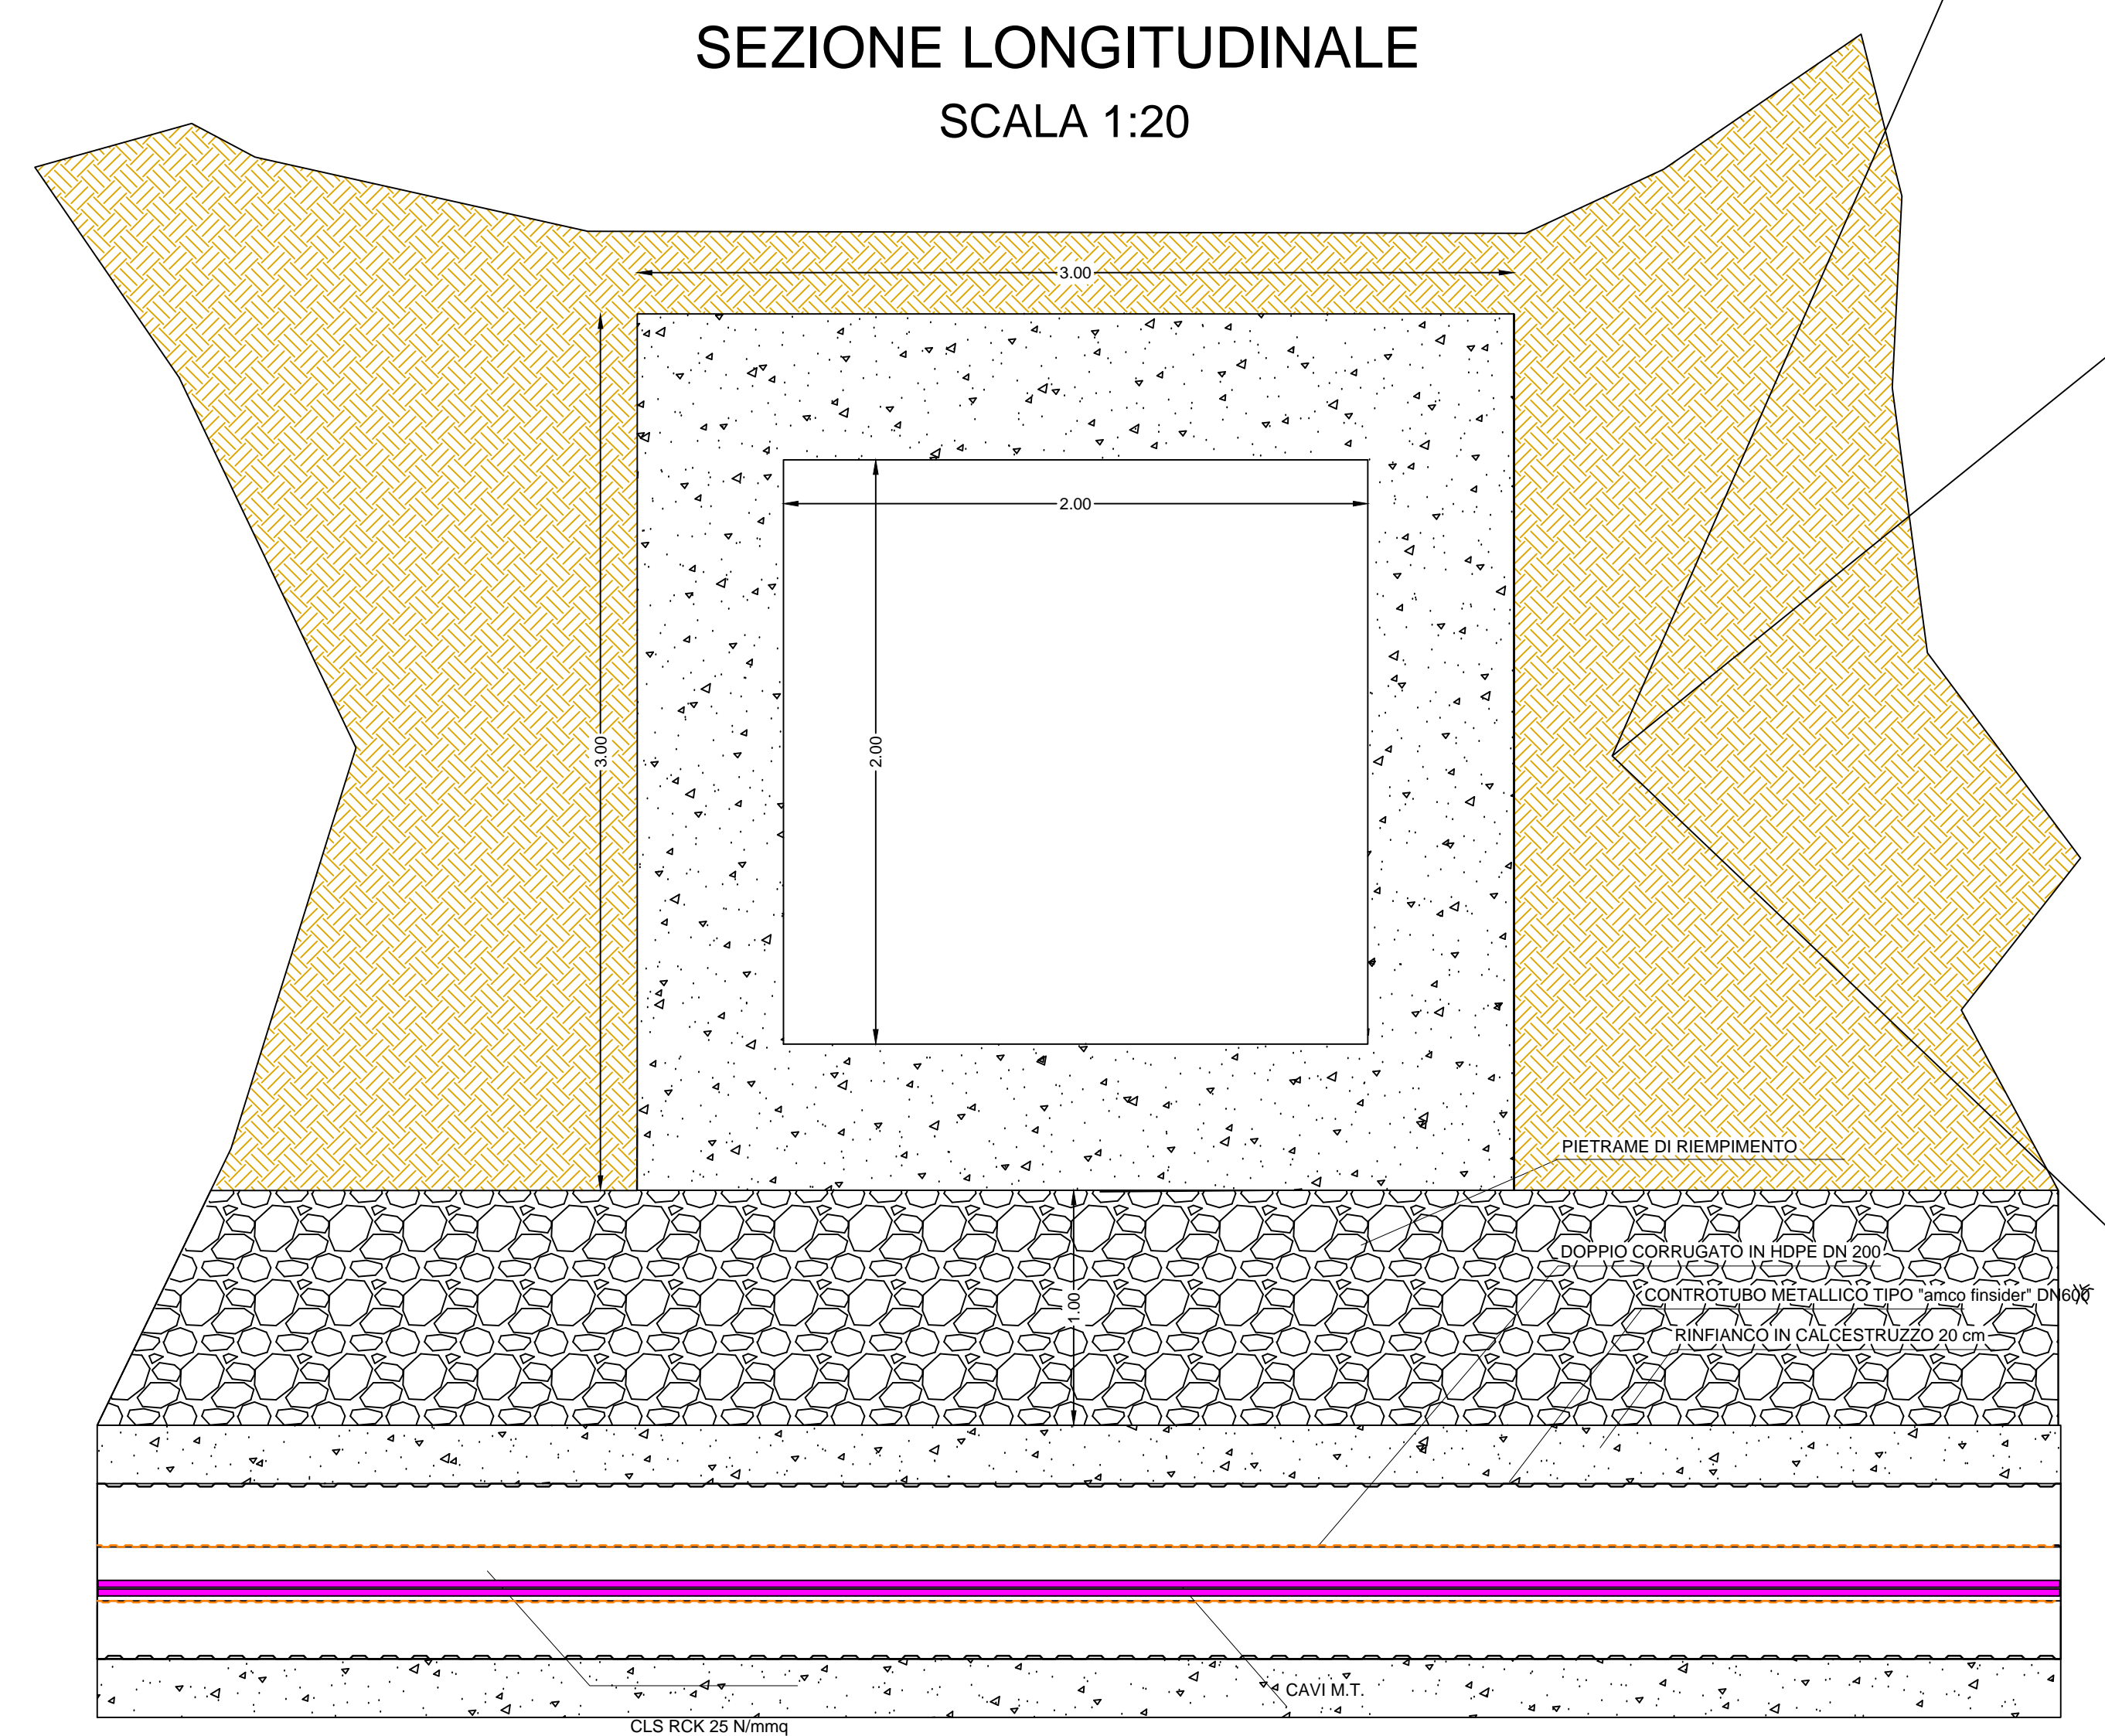 SEZIONE LONGITUDINALE
SCALA 1:20
3.00
2.00
3.00
2.00
PIETRAME DI RIEMPIMENTO
DOPPIO CORRUGATO IN HDPE DN 200
CONTROTUBO METALLICO TIPO "amco finsider" DN600
1.00
RINFIANCO IN CALCESTRUZZO 20 cm
CAVI M.T.
CLS RCK 25 N/mmq